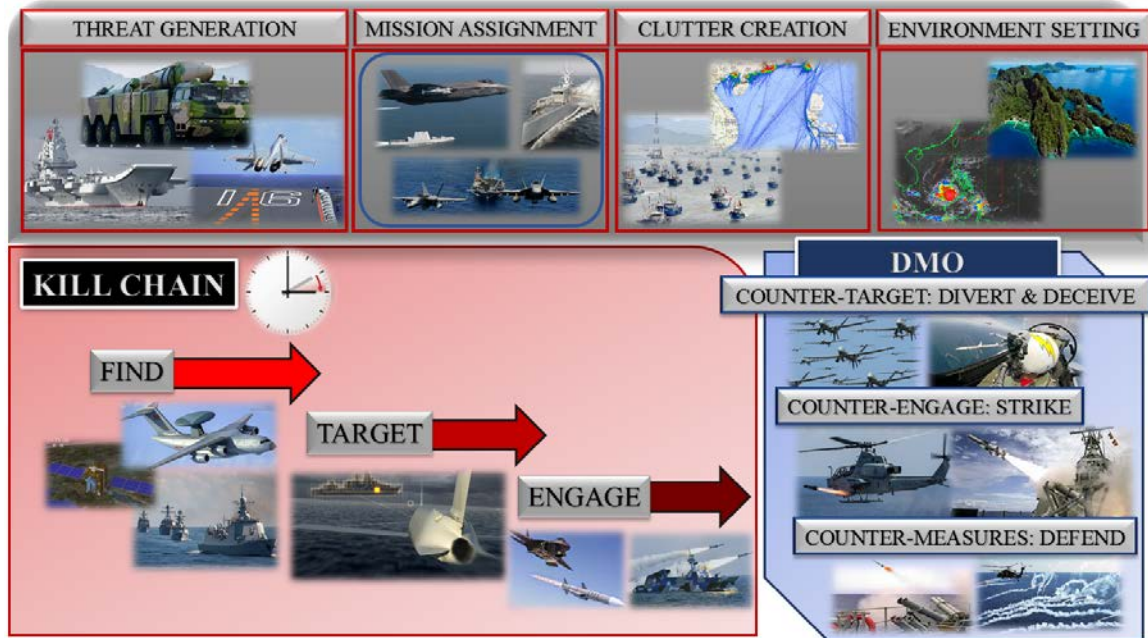 THREAT GENERATION
MISSION ASSIGNMENT
CLUTTER CREATION
ENVIRONMENT SETTING
16
KILL CHAIN
FIND
TARGET
ENGAGE
DMO
COUNTER-TARGET: DIVERT & DECEIVE
COUNTER-ENGAGE: STRIKE
COUNTER-MEASURES: DEFEND